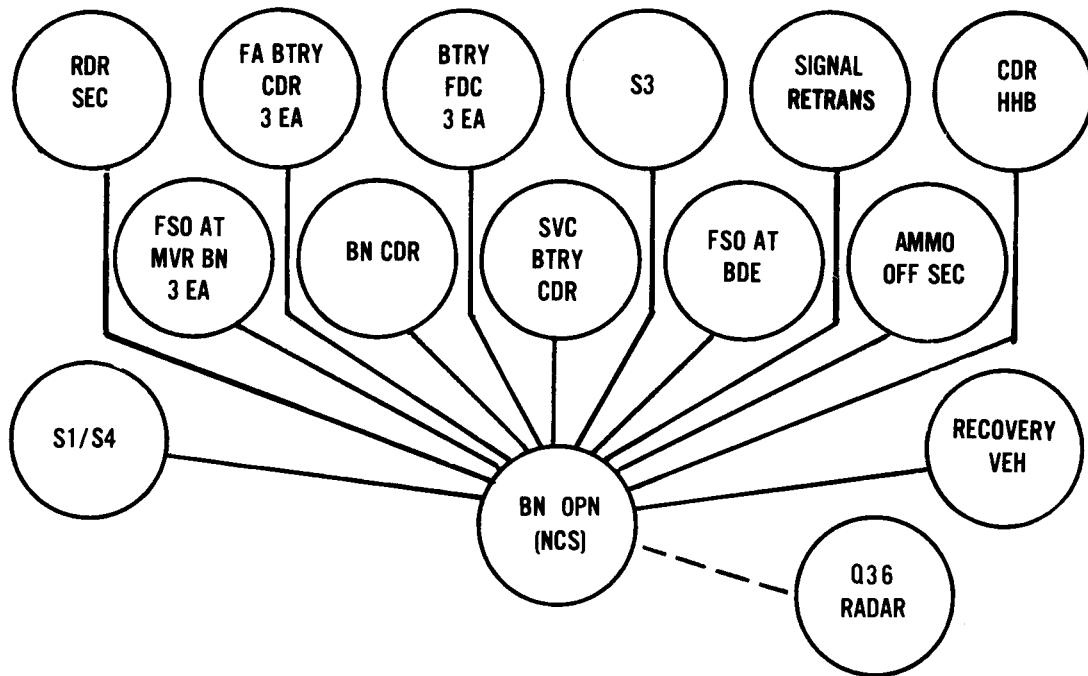 RDR
SEC
FA BTRY
CDR
3 EA
BTRY
FDC
3 EA
S3
SIGNAL
RETRANS
CDR
HHB
FSO AT
MVR BN
3 EA
BN CDR
SVC
BTRY
CDR
FSO AT
BDE
AMMO
OFF SEC
S1/S4
RECOVERY
VEH
BN OPN
(NCS)
Q36
RADAR